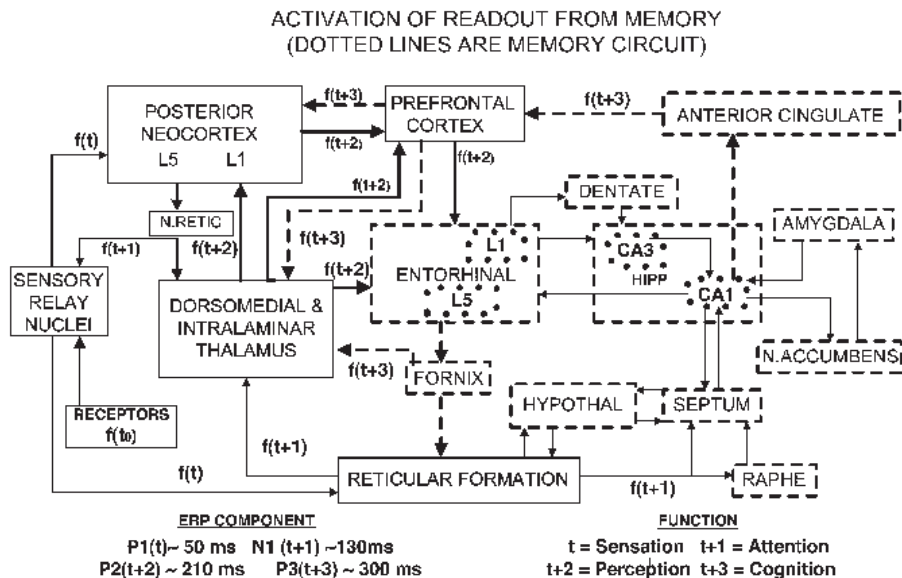 ACTIVATION OF READOUT FROM MEMORY
(DOTTED LINES ARE MEMORY CIRCUIT)
POSTERIOR
NEOCORTEX
L5 L1
f(t+3)
f(t+2)
PREFRONTAL
CORTEX
f(t+3)
ANTERIOR CINGULATE
f(t)
f(t+2)
f(t+2)
DENTATE
N.RETIC
f(t+1)
f(t+2)
f(t+3)
f(t+2)
L1
ENTORHINAL
L5
CA3
HIPP
CA1
AMYGDALA
SENSORY
RELAY
NUCLEI
DORSOMEDIAL &
INTRALAMINAR
THALAMUS
f(t+3)
FORNIX
N.ACCUMBENS
RECEPTORS
f(t0)
HYPOTHAL
SEPTUM
f(t+1)
f(t)
RETICULAR FORMATION
f(t+1)
RAPHE
ERP COMPONENT
P1(t)~ 50 ms N1 (t+1) ~130ms
P2(t+2) ~ 210 ms P3(t+3) ~ 300 ms
FUNCTION
t = Sensation t+1 = Attention
t+2 = Perception t+3 = Cognition